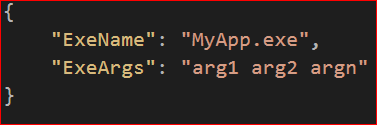 {
"ExeName": "MyApp.exe",
"ExeArgs": "arg1 arg2 argn"
}